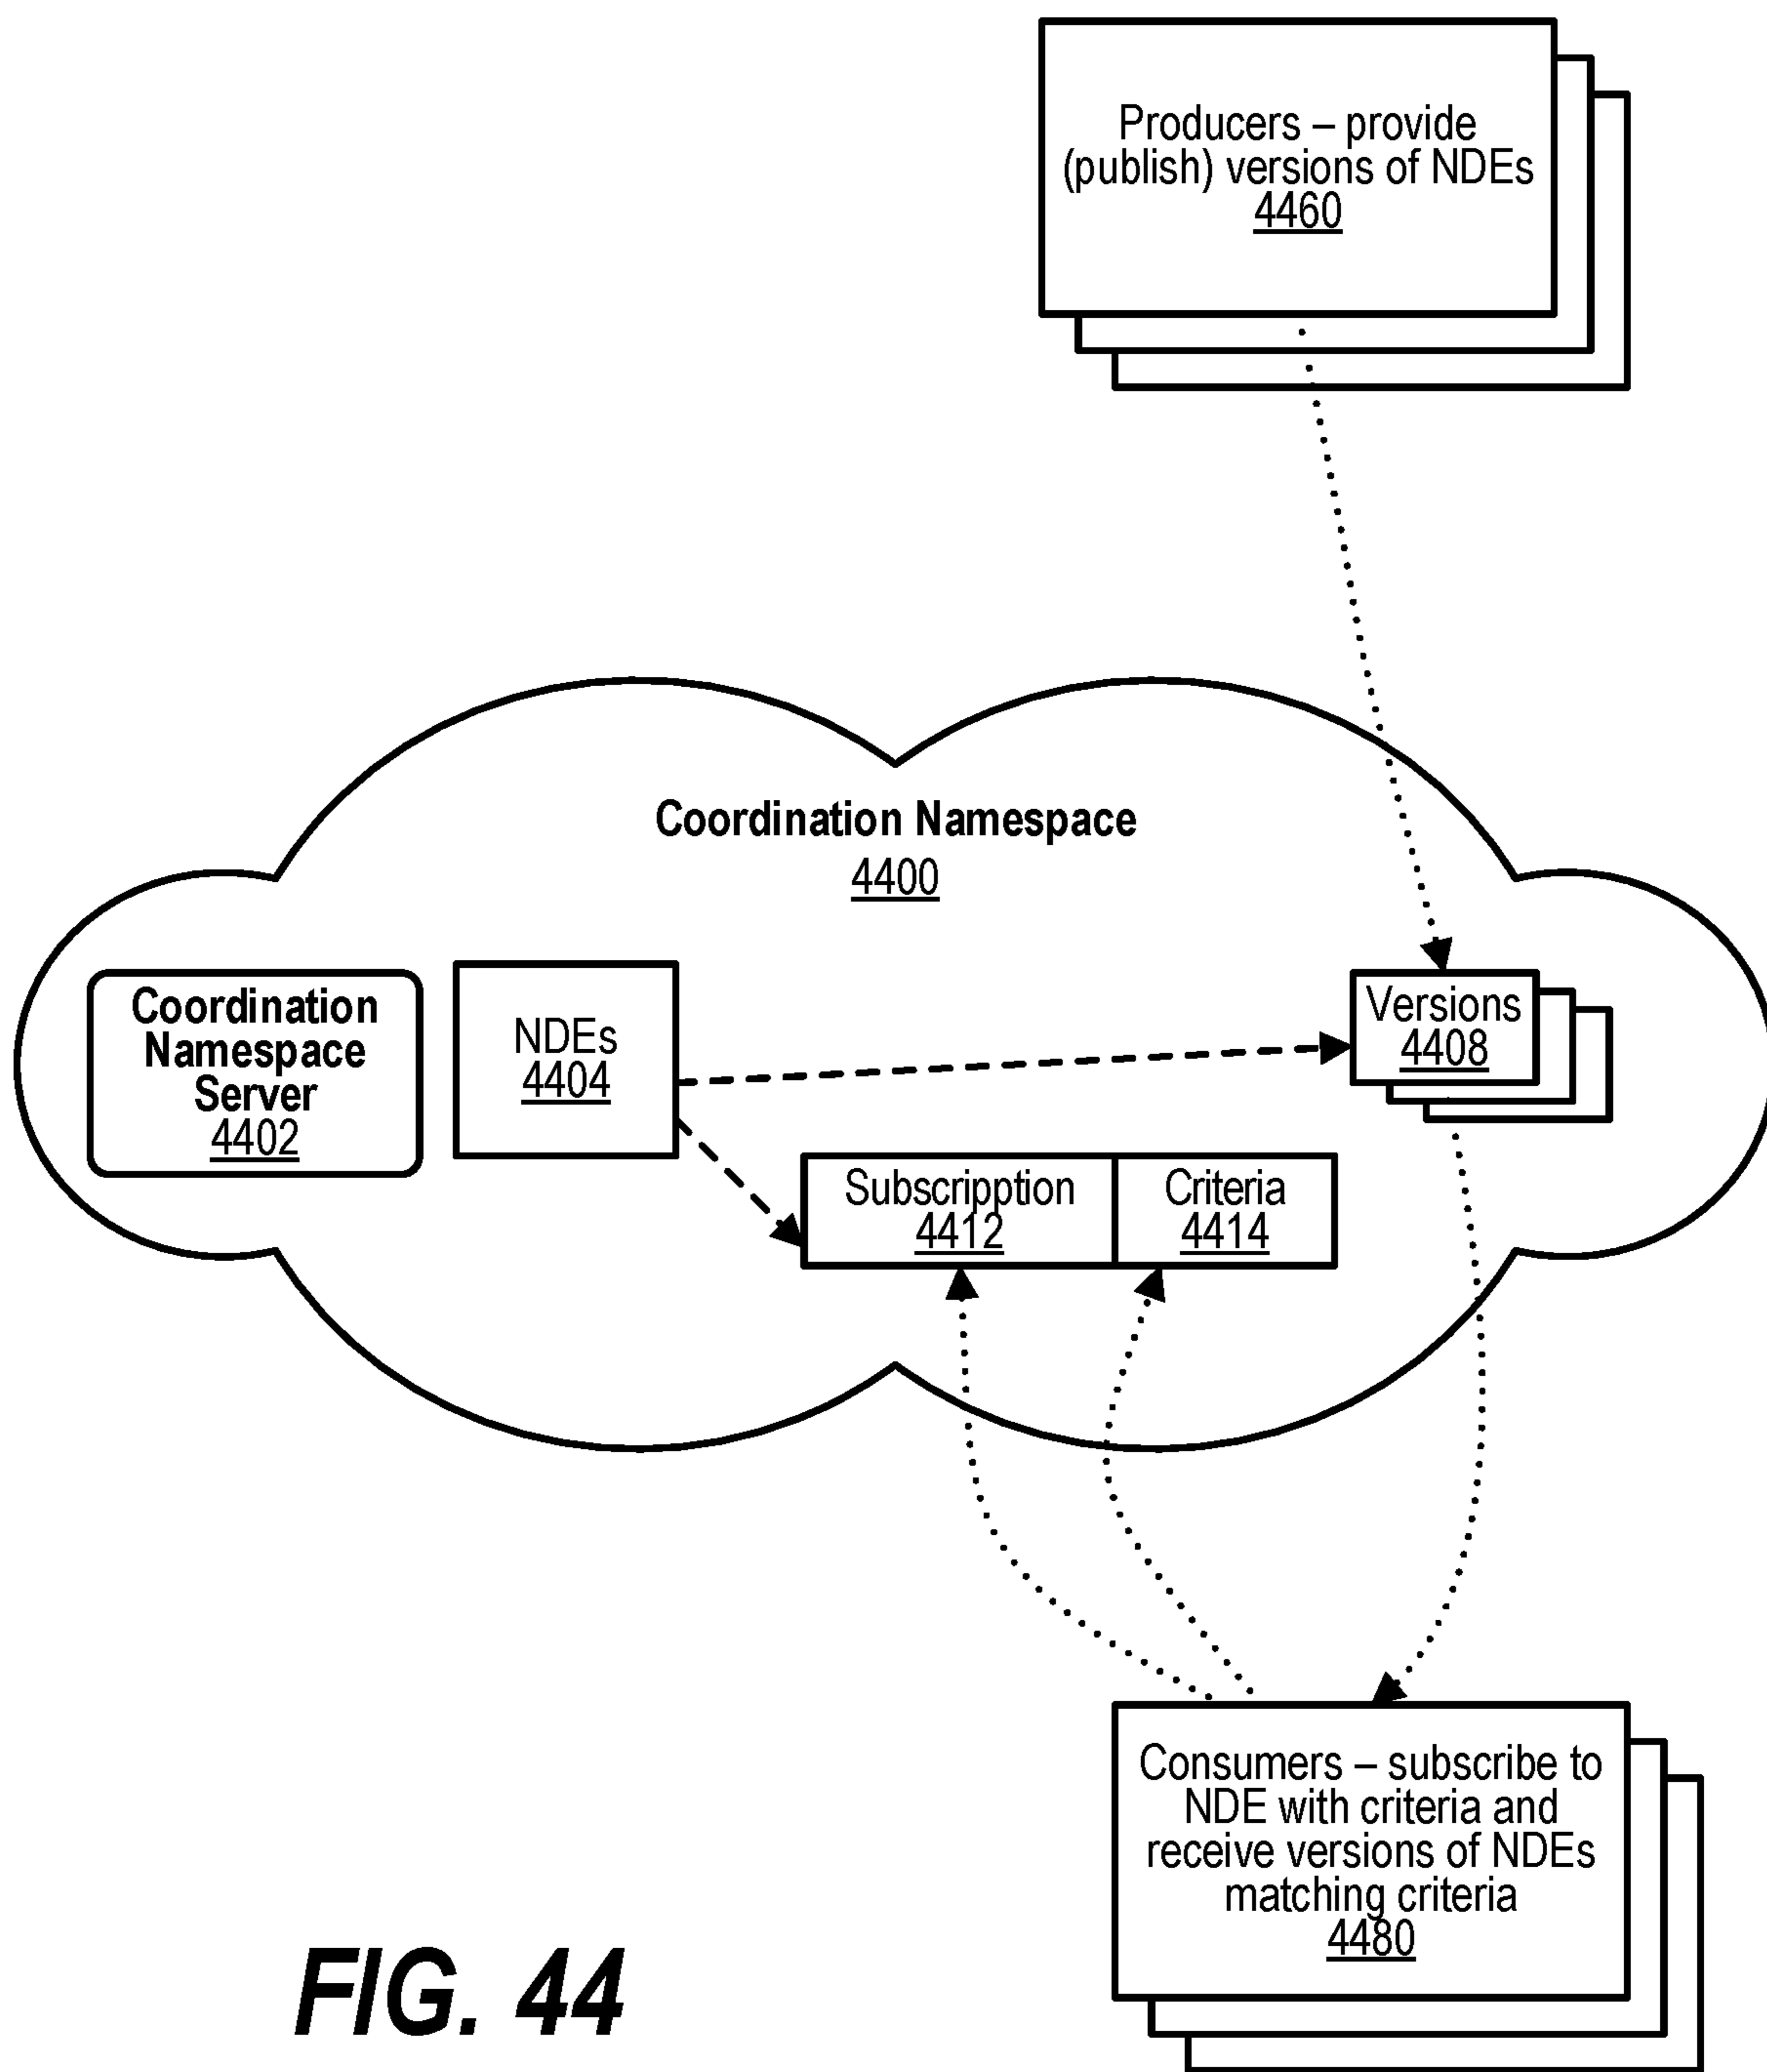 Producers – provide
(publish) versions of NDEs
4460
Coordination Namespace
4400
Coordination
Namespace
Server
4402
NDEs
4404
Versions
4408
Subscripption
4412
Criteria
4414
Consumers – subscribe to
NDE with criteria and
receive versions of NDEs
matching criteria
4480
FIG. 44